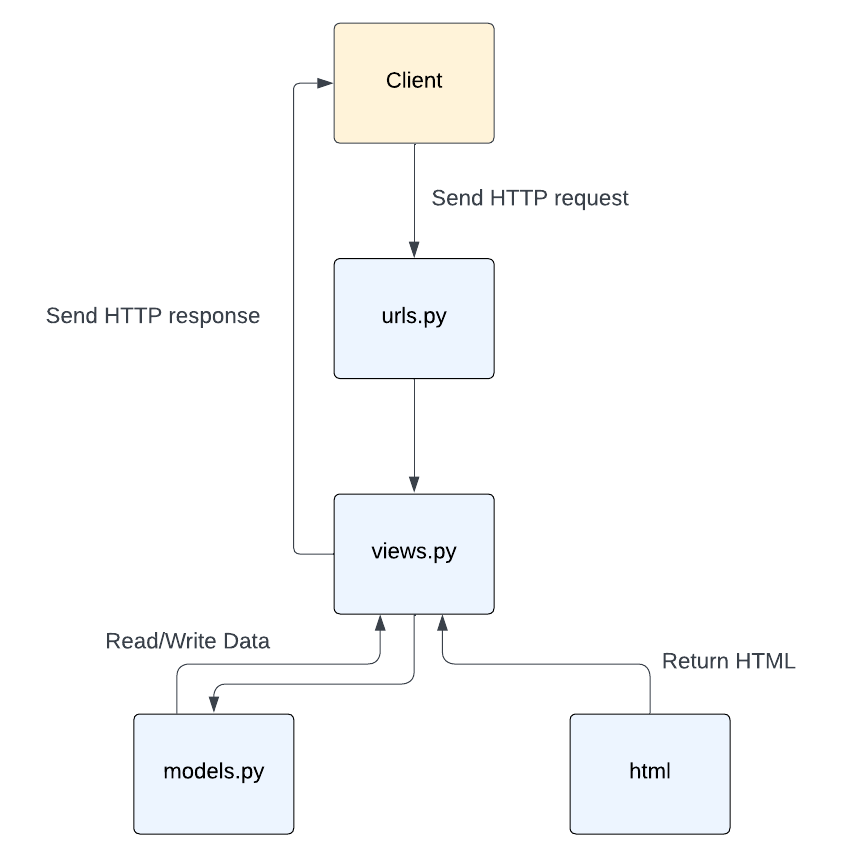 Client
Send HTTP request
Send HTTP response
urls.py
views.py
Read/Write Data
Return HTML
models.py
html